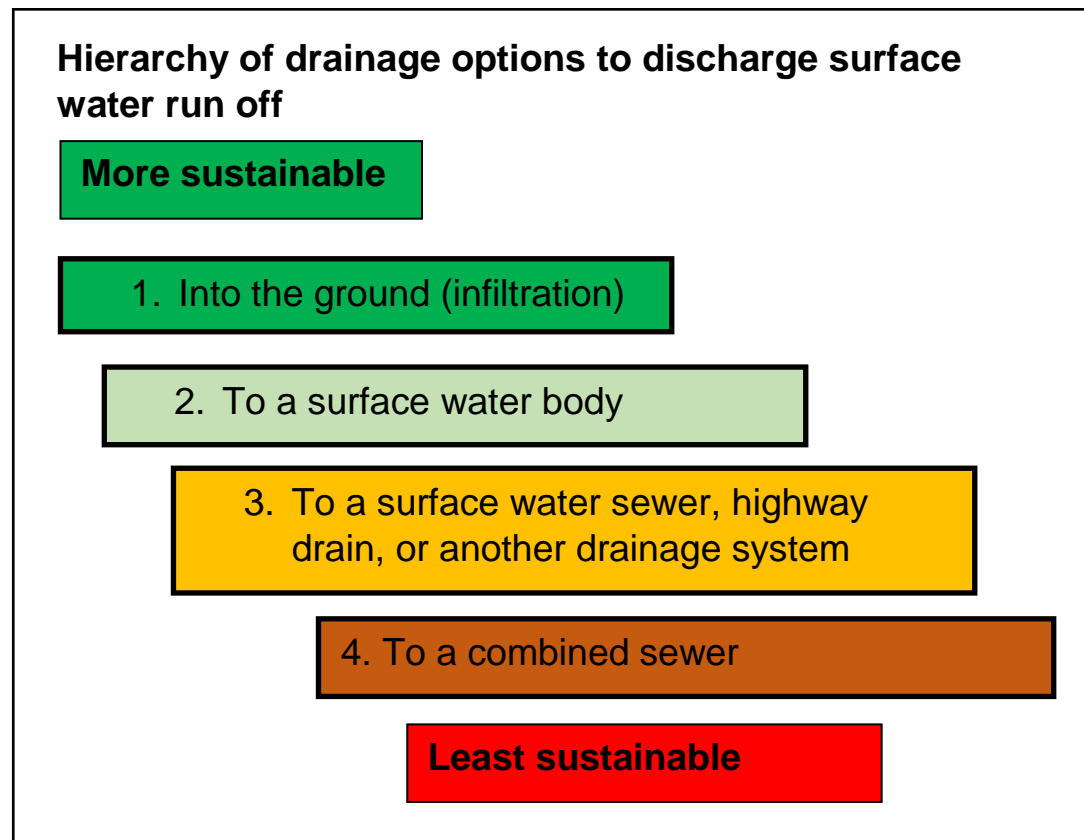 Hierarchy of drainage options to discharge surface
water run off
More sustainable
1. Into the ground (infiltration)
2. To a surface water body
3. To a surface water sewer, highway
drain, or another drainage system
4. To a combined sewer
Least sustainable